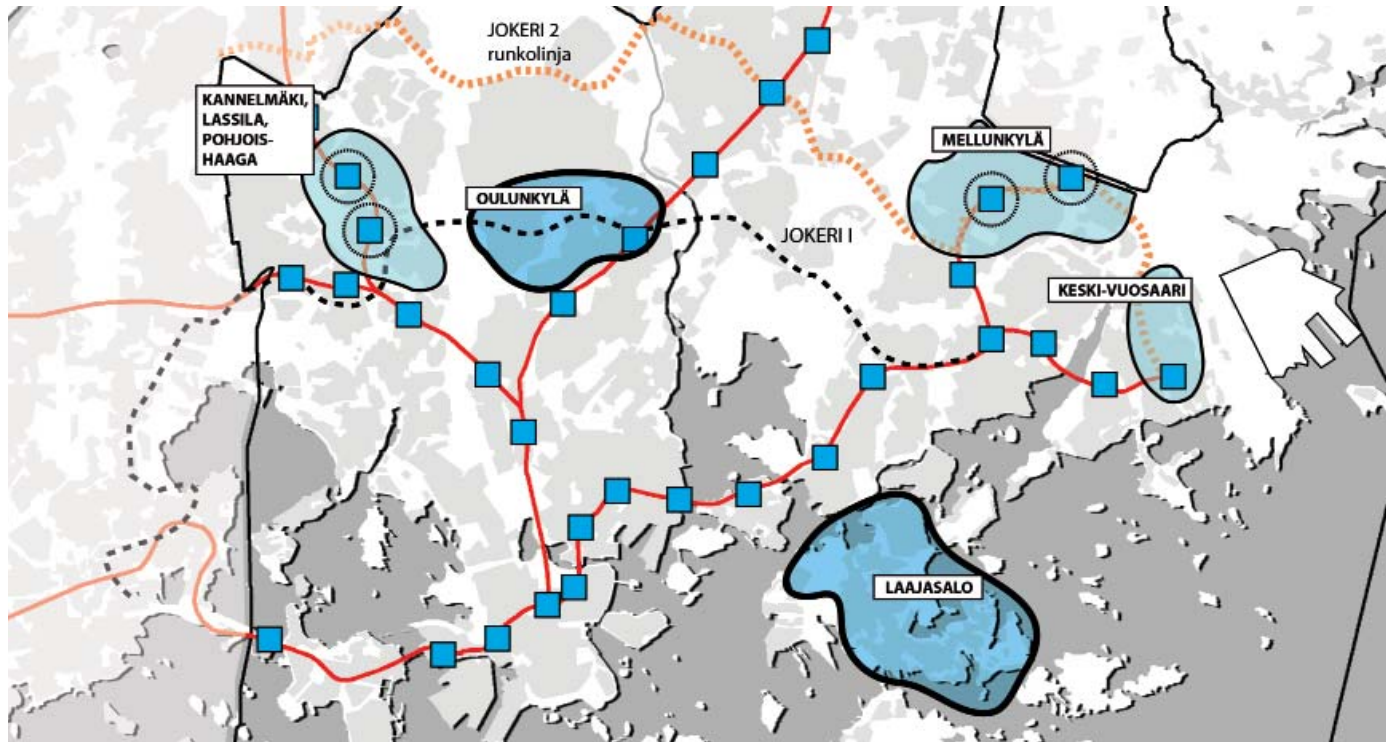 JOKERI 2
runkolinja
KANNELMÄKI,
LASSILA,
POHJOIS-
HAAGA
MELLUNKYLÄ
OULUNKYLÄ
JOKERI I
KESKI-VUOSAARI
LAAJASALO